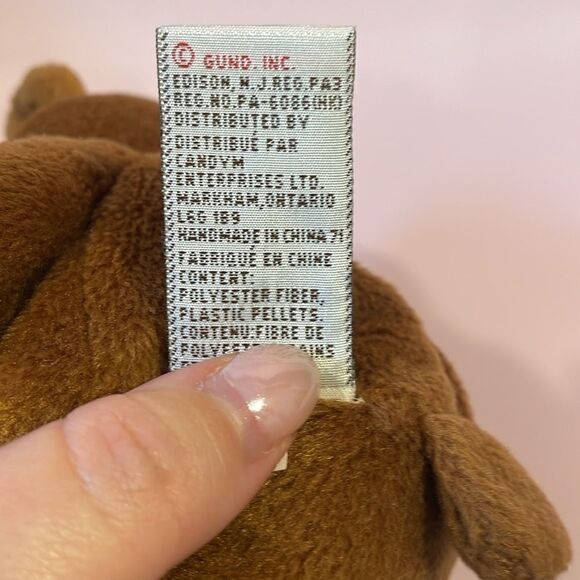 © GUND, INC.
EDISON, N.J.REG.PA3
REG.NO.PA-6086(HK)
DISTRIBUTED BY
DISTRIBUÉ PAR
CANDYM
ENTERPRISES LTD.
MARKHAM, ONTARIO
L6G 1B9
HANDMADE IN CHINA 71
FABRIQUÉ EN CHINE
CONTENT:
POLYESTER FIBER,
PLASTIC PELLETS.
CONTENU:FIBRE DE